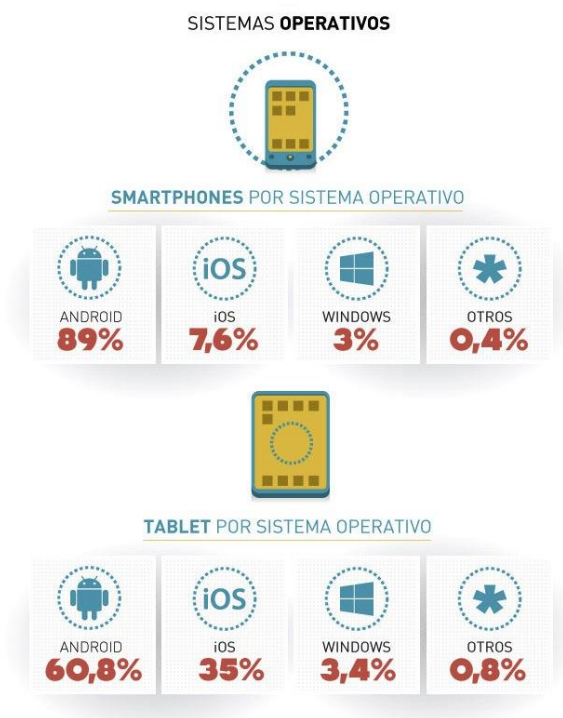 SISTEMAS OPERATIVOS
SMARTPHONES POR SISTEMA OPERATIVO
iOS
ANDROID
89%
iOS
7,6%
WINDOWS
3%
OTROS
0,4%
TABLET POR SISTEMA OPERATIVO
iOS
ANDROID
60,8%
iOS
35%
WINDOWS
3,4%
OTROS
0,8%